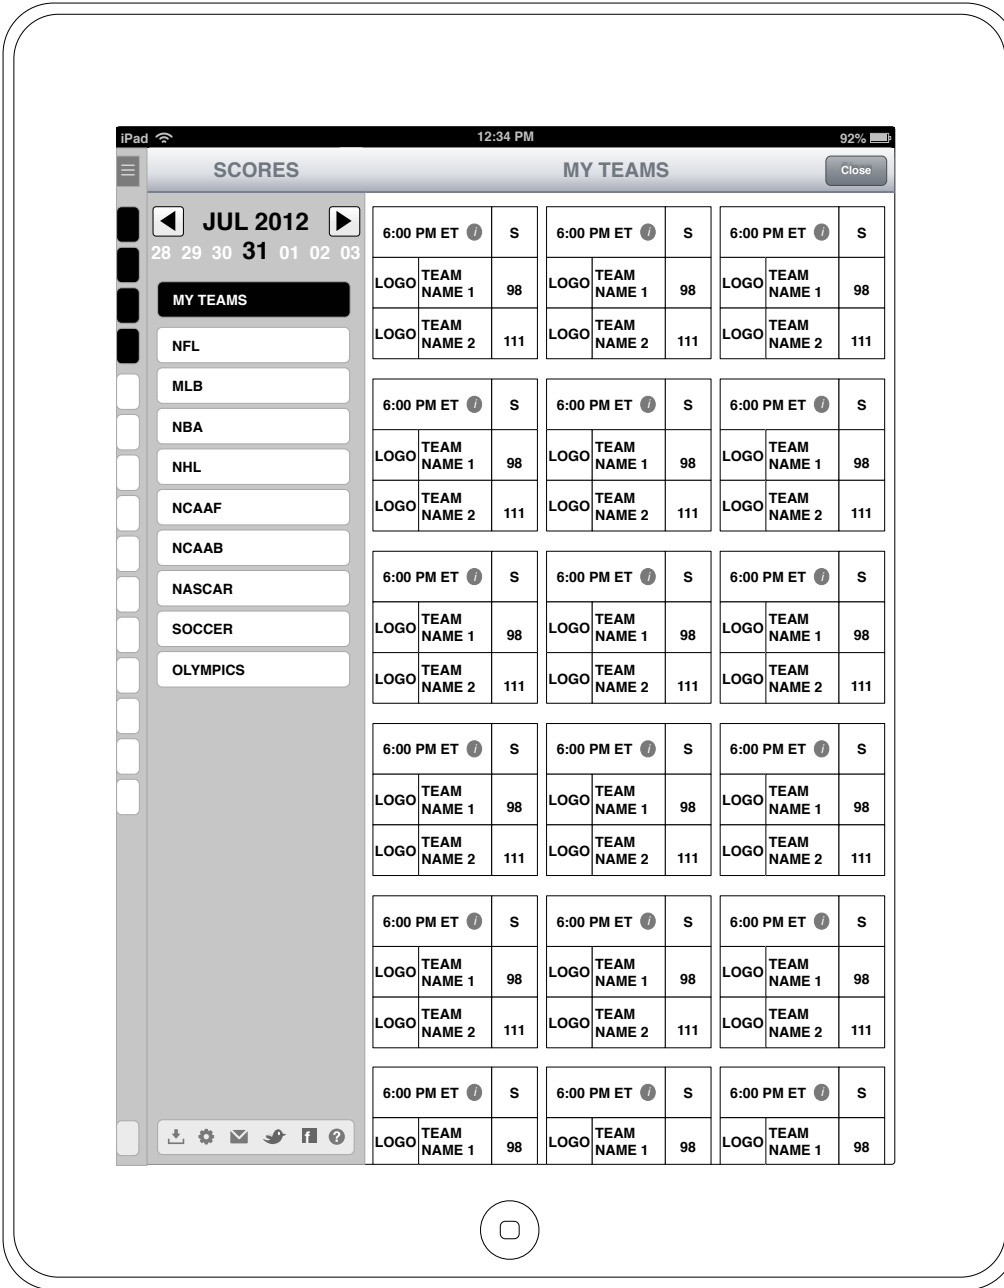 iPad 12:34 PM 92%
SCORES MY TEAMS Close
JUL 2012
28 29 30 31 01 02 03
MY TEAMS
NFL
MLB
NBA
NHL
NCAAF
NCAAB
NASCAR
SOCCER
OLYMPICS
6:00 PM ET i S 6:00 PM ET i S 6:00 PM ET i S
LOGO TEAM NAME 1 98 LOGO TEAM NAME 1 98 LOGO TEAM NAME 1 98
LOGO TEAM NAME 2 111 LOGO TEAM NAME 2 111 LOGO TEAM NAME 2 111
6:00 PM ET i S 6:00 PM ET i S 6:00 PM ET i S
LOGO TEAM NAME 1 98 LOGO TEAM NAME 1 98 LOGO TEAM NAME 1 98
LOGO TEAM NAME 2 111 LOGO TEAM NAME 2 111 LOGO TEAM NAME 2 111
6:00 PM ET i S 6:00 PM ET i S 6:00 PM ET i S
LOGO TEAM NAME 1 98 LOGO TEAM NAME 1 98 LOGO TEAM NAME 1 98
LOGO TEAM NAME 2 111 LOGO TEAM NAME 2 111 LOGO TEAM NAME 2 111
6:00 PM ET i S 6:00 PM ET i S 6:00 PM ET i S
LOGO TEAM NAME 1 98 LOGO TEAM NAME 1 98 LOGO TEAM NAME 1 98
LOGO TEAM NAME 2 111 LOGO TEAM NAME 2 111 LOGO TEAM NAME 2 111
6:00 PM ET i S 6:00 PM ET i S 6:00 PM ET i S
LOGO TEAM NAME 1 98 LOGO TEAM NAME 1 98 LOGO TEAM NAME 1 98
LOGO TEAM NAME 2 111 LOGO TEAM NAME 2 111 LOGO TEAM NAME 2 111
6:00 PM ET i S 6:00 PM ET i S 6:00 PM ET i S
LOGO TEAM NAME 1 98 LOGO TEAM NAME 1 98 LOGO TEAM NAME 1 98
f ?